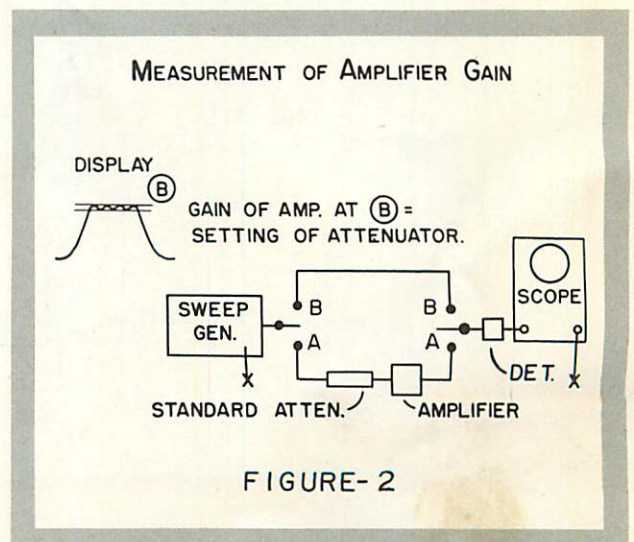 MEASUREMENT OF AMPLIFIER GAIN
DISPLAY
B
GAIN OF AMP. AT B =
SETTING OF ATTENUATOR.
SWEEP
GEN.
B
A
B
A
SCOPE
DET.
X
X
STANDARD ATTEN.
AMPLIFIER
FIGURE-2